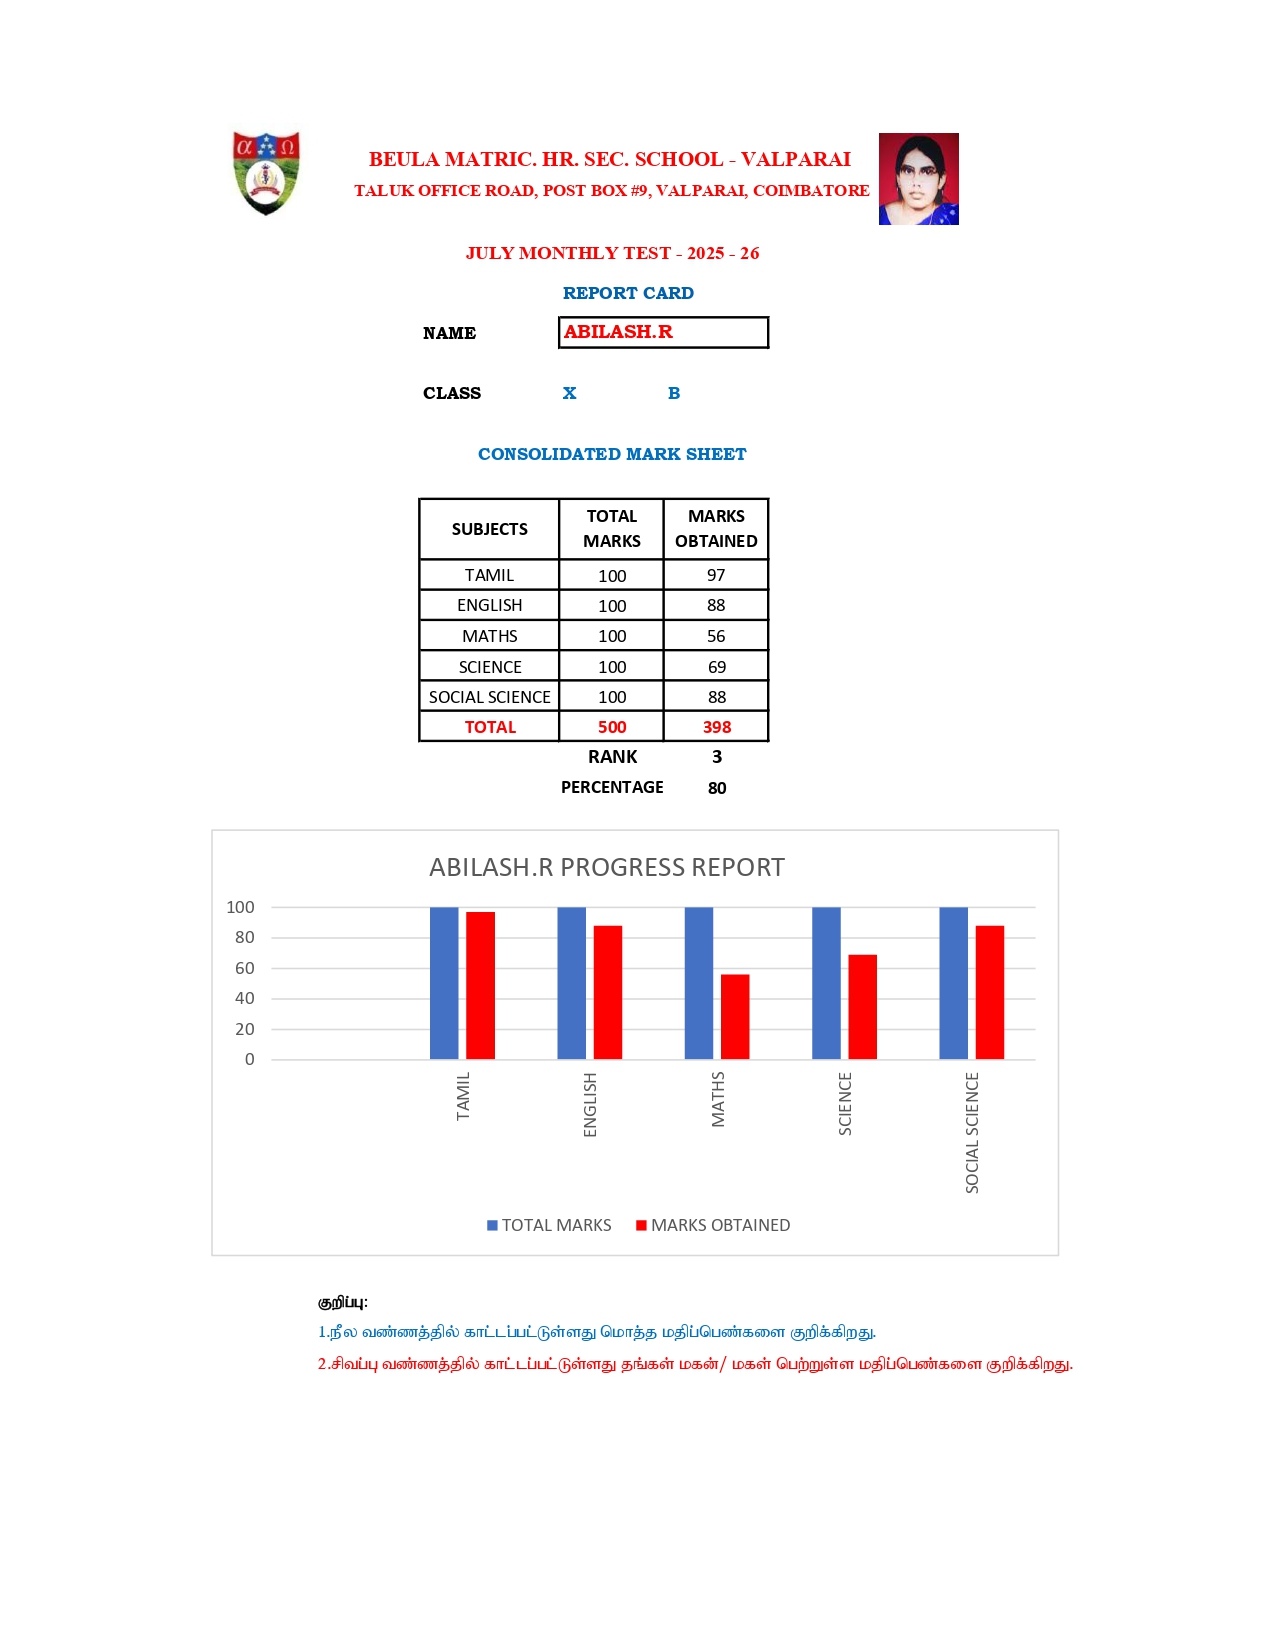 α Ω
BEULA MATRIC. HR. SEC. SCHOOL - VALPARAI
TALUK OFFICE ROAD, POST BOX #9, VALPARAI, COIMBATORE
JULY MONTHLY TEST - 2025 - 26
REPORT CARD
NAME ABILASH.R
CLASS X B
CONSOLIDATED MARK SHEET
SUBJECTS TOTAL MARKS MARKS OBTAINED
TAMIL 100 97
ENGLISH 100 88
MATHS 100 56
SCIENCE 100 69
SOCIAL SCIENCE 100 88
TOTAL 500 398
RANK 3
PERCENTAGE 80
ABILASH.R PROGRESS REPORT
100
80
60
40
20
0
TAMIL
ENGLISH
MATHS
SCIENCE
SOCIAL SCIENCE
TOTAL MARKS MARKS OBTAINED
குறிப்பு:
1.நீல வண்ணத்தில் காட்டப்பட்டுள்ளது மொத்த மதிப்பெண்களை குறிக்கிறது.
2.சிவப்பு வண்ணத்தில் காட்டப்பட்டுள்ளது தங்கள் மகன்/ மகள் பெற்றுள்ள மதிப்பெண்களை குறிக்கிறது.